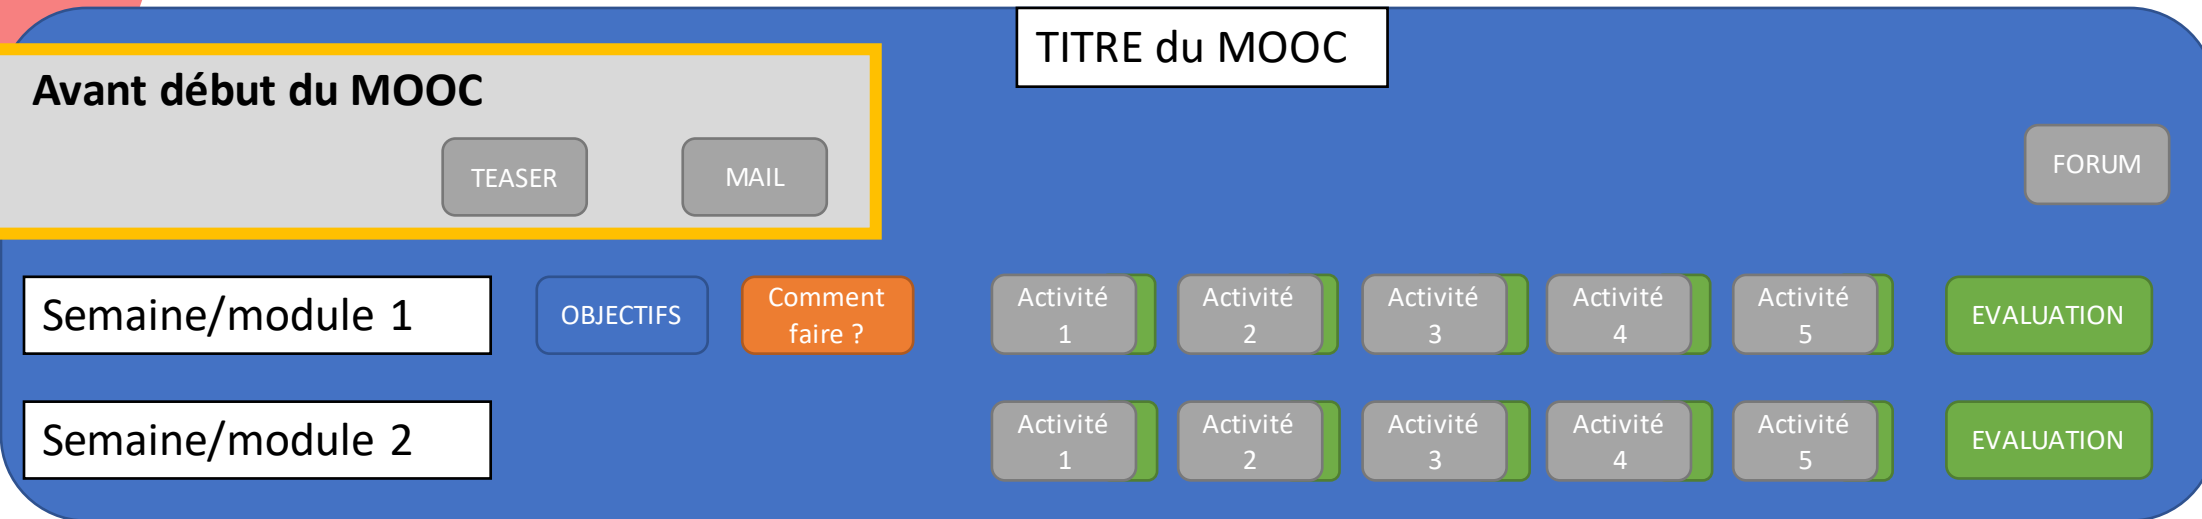 TITRE du MOOC
Avant début du MOOC
TEASER
MAIL
FORUM
Semaine/module 1
OBJECTIFS
Comment
faire ?
Activité
1
Activité
2
Activité
3
Activité
4
Activité
5
EVALUATION
Semaine/module 2
Activité
1
Activité
2
Activité
3
Activité
4
Activité
5
EVALUATION